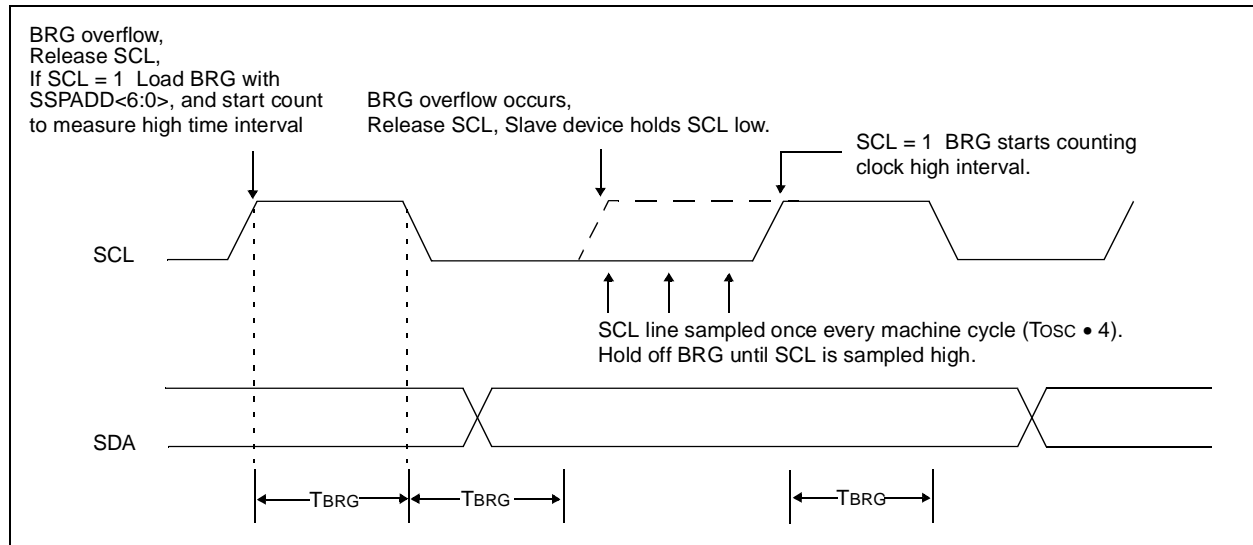 BRG overflow,
Release SCL,
If SCL = 1 Load BRG with
SSPADD<6:0>, and start count
to measure high time interval
BRG overflow occurs,
Release SCL, Slave device holds SCL low.
SCL = 1 BRG starts counting
clock high interval.
SCL
SCL line sampled once every machine cycle (TOSC • 4).
Hold off BRG until SCL is sampled high.
SDA
TBRG
TBRG
TBRG